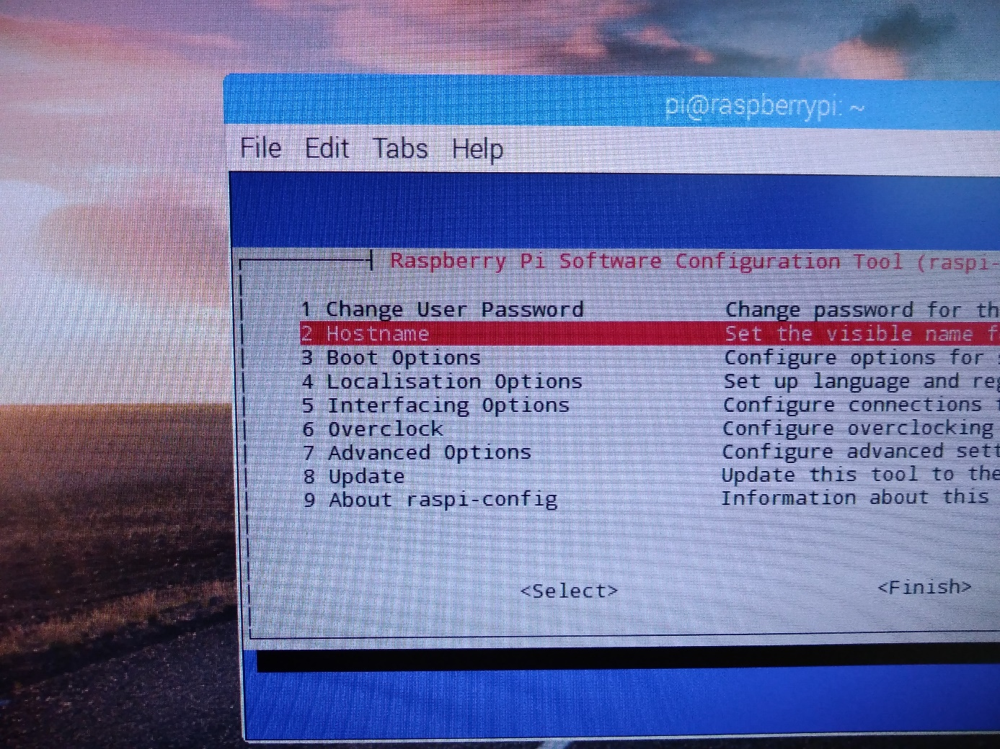 pi@raspberrypi: ~
File Edit Tabs Help
Raspberry Pi Software Configuration Tool (raspi-
1 Change User Password Change password for th
2 Hostname Set the visible name f
3 Boot Options Configure options for
4 Localisation Options Set up language and reg
5 Interfacing Options Configure connections
6 Overclock Configure overclocking
7 Advanced Options Configure advanced sett
8 Update Update this tool to the
9 About raspi-config Information about this
<Select> <Finish>